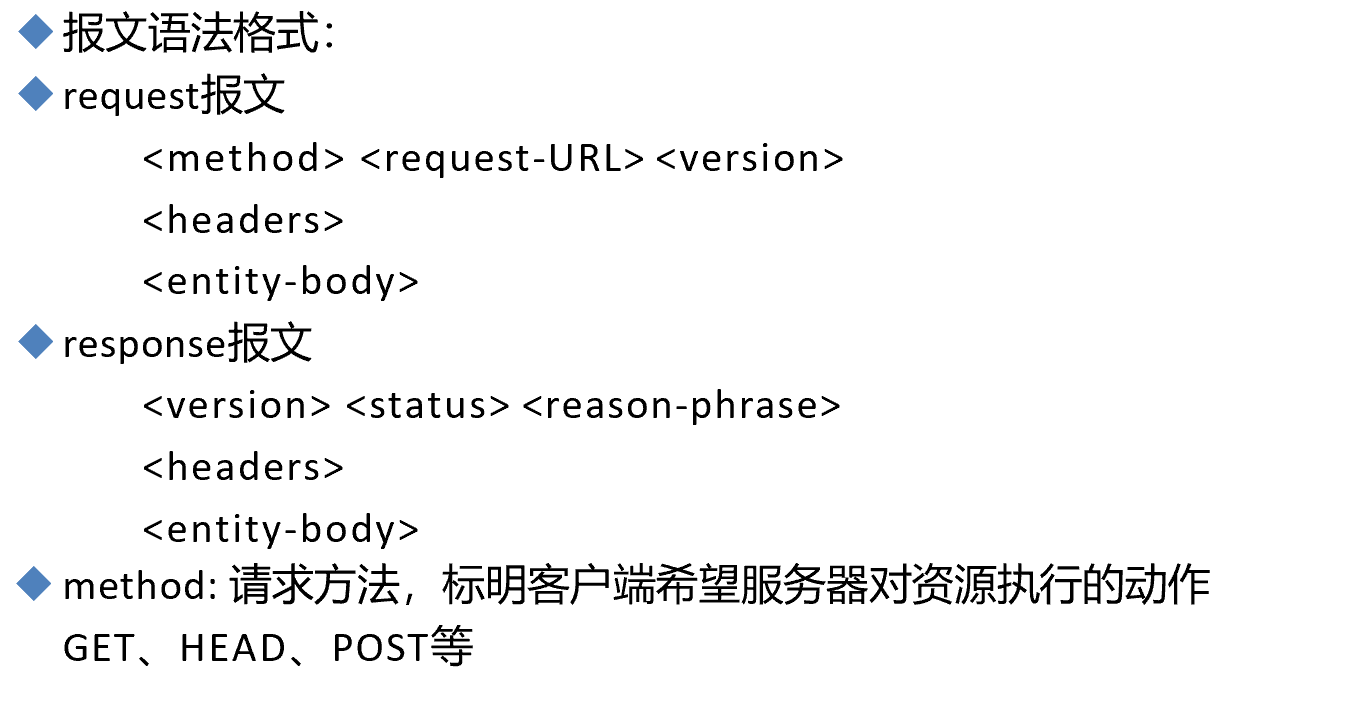 报文语法格式：
request报文
<method> <request-URL> <version>
<headers>
<entity-body>
response报文
<version> <status> <reason-phrase>
<headers>
<entity-body>
method: 请求方法，标明客户端希望服务器对资源执行的动作
GET、HEAD、POST等